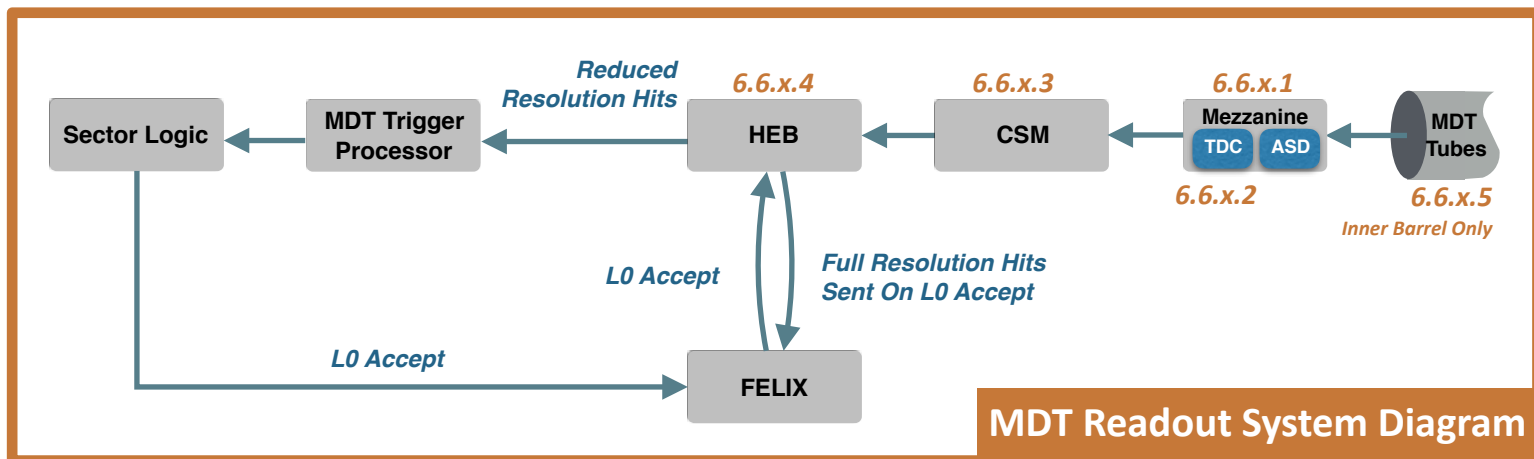 Reduced
Resolution Hits
6.6.x.4
6.6.x.3
6.6.x.1
Sector Logic
MDT Trigger
Processor
HEB
CSM
Mezzanine
TDC
ASD
MDT
Tubes
6.6.x.2
6.6.x.5
Inner Barrel Only
L0 Accept
Full Resolution Hits
Sent On L0 Accept
L0 Accept
FELIX
MDT Readout System Diagram